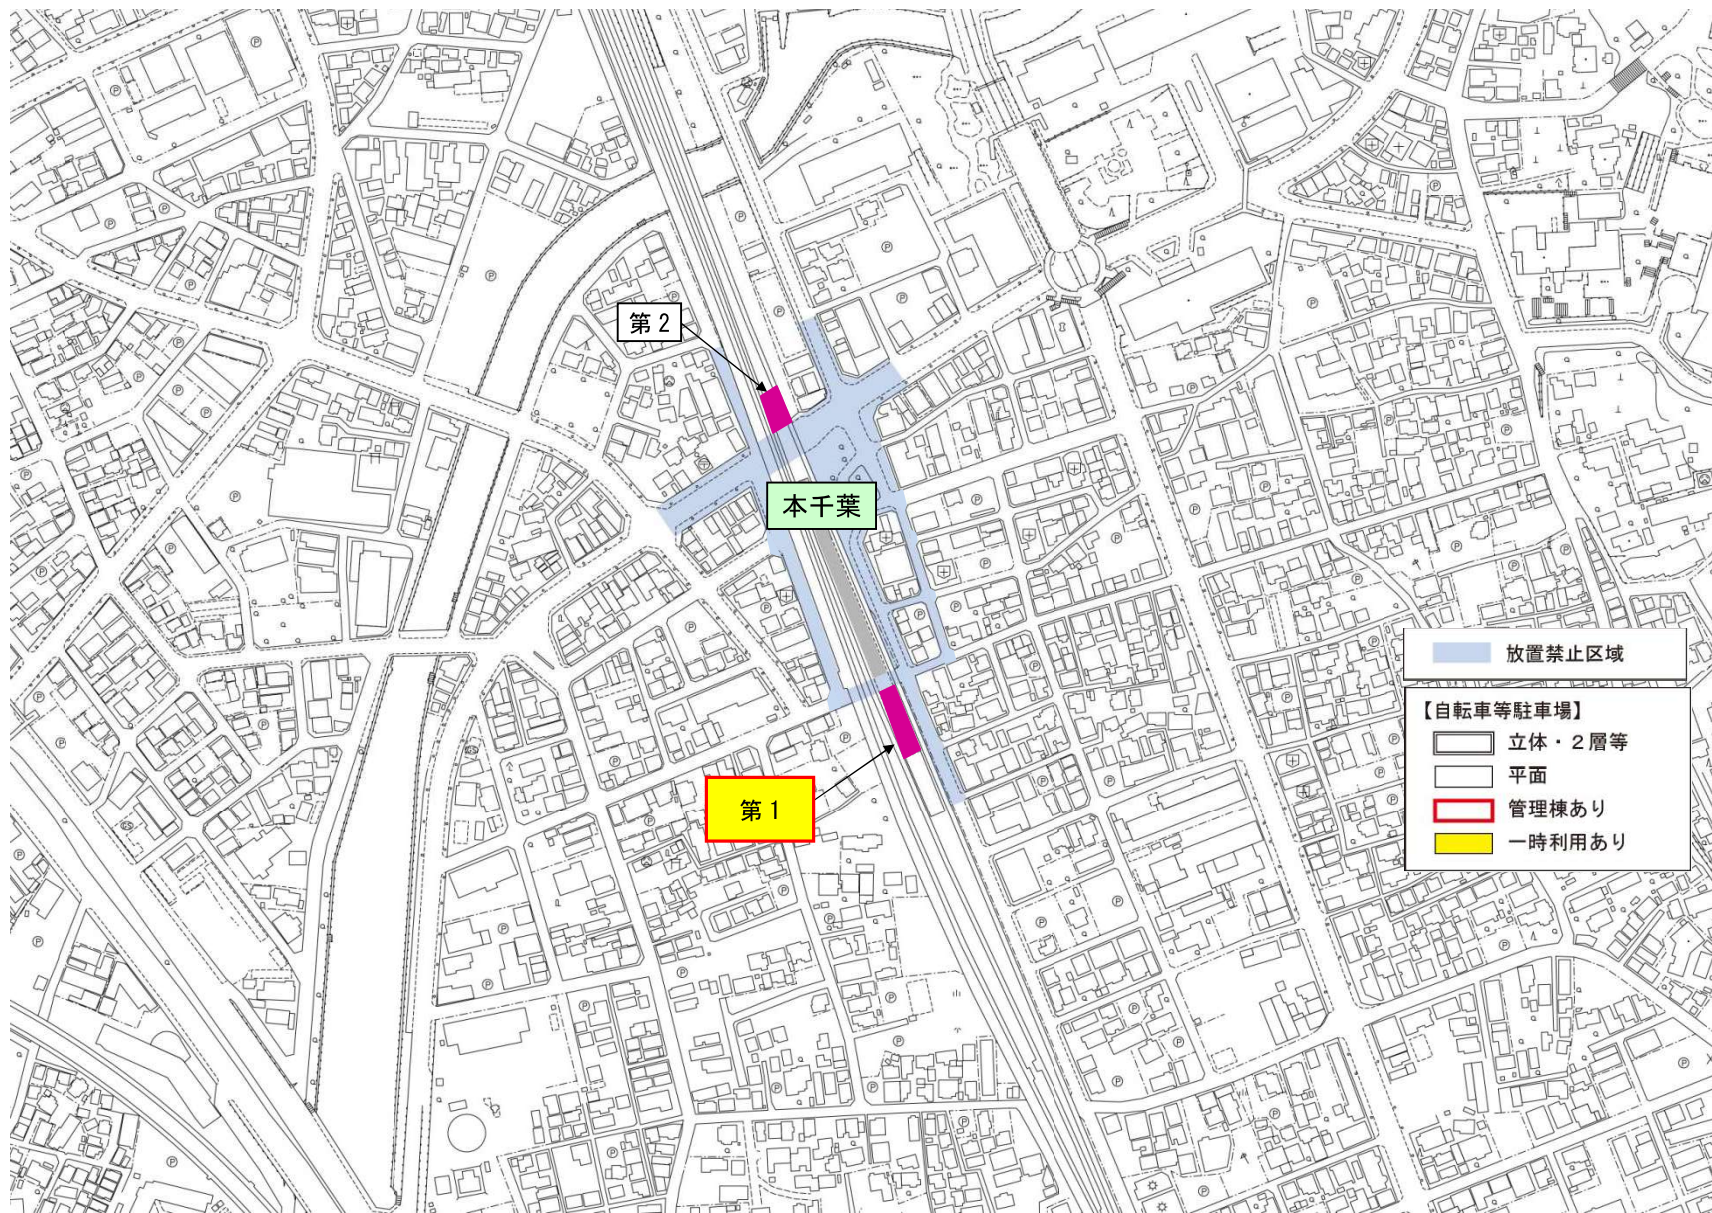 第2
本千葉
第1
放置禁止区域
【自転車等駐車場】
立体・2層等
平面
管理棟あり
一時利用あり